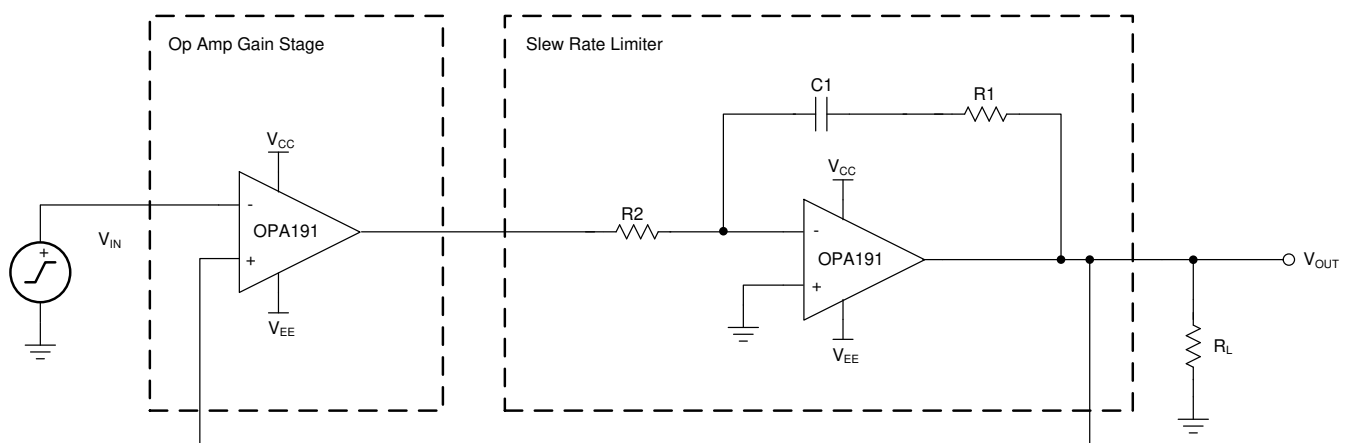 Op Amp Gain Stage
Slew Rate Limiter
C1
R1
VCC
VCC
R2
-
OPA191
+
VIN
+
VEE
-
OPA191
+
VEE
VOUT
RL